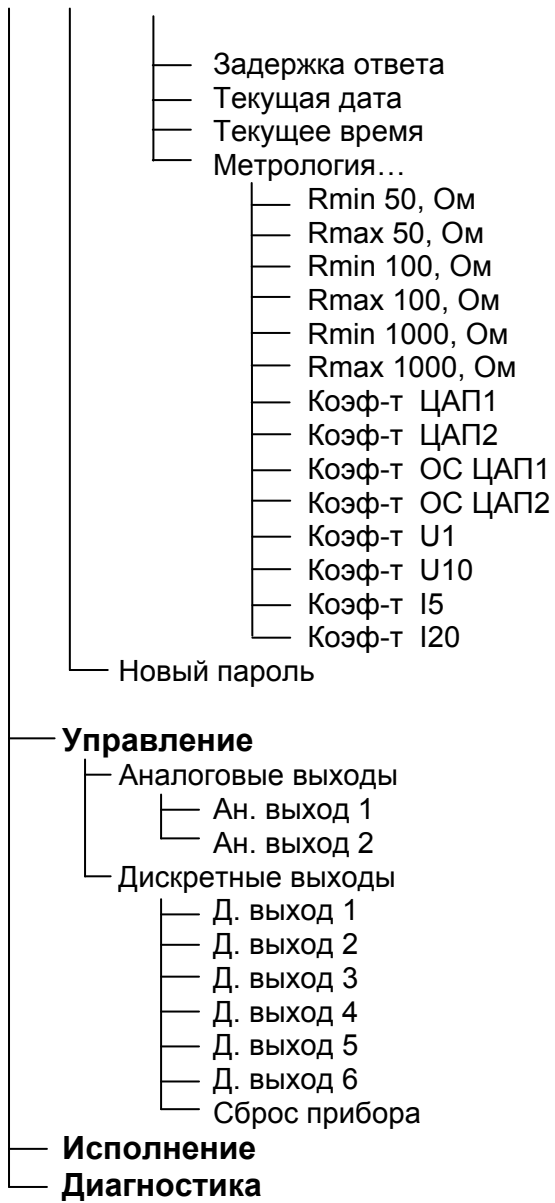 Задержка ответа
Текущая дата
Текущее время
Метрология…
Rmin 50, Ом
Rmax 50, Ом
Rmin 100, Ом
Rmax 100, Ом
Rmin 1000, Ом
Rmax 1000, Ом
Коэф-т ЦАП1
Коэф-т ЦАП2
Коэф-т ОС ЦАП1
Коэф-т ОС ЦАП2
Коэф-т U1
Коэф-т U10
Коэф-т I5
Коэф-т I20
Новый пароль
Управление
Аналоговые выходы
Ан. выход 1
Ан. выход 2
Дискретные выходы
Д. выход 1
Д. выход 2
Д. выход 3
Д. выход 4
Д. выход 5
Д. выход 6
Сброс прибора
Исполнение
Диагностика